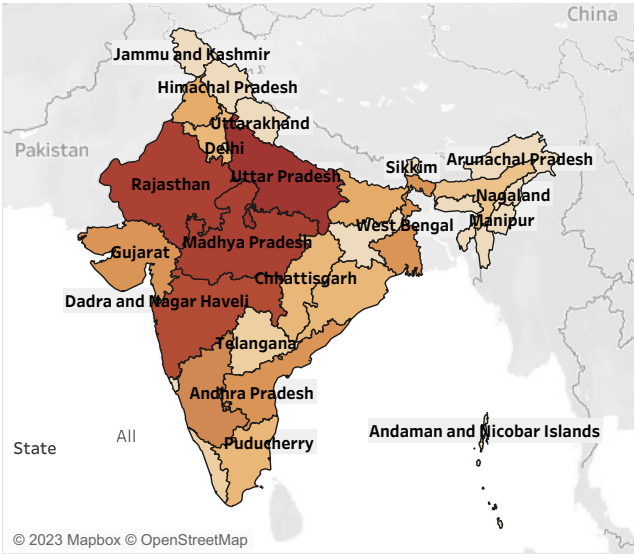 China
Jammu and Kashmir
Himachal Pradesh
Uttarakhand
Pakistan
Delhi
Sikkim
Arunachal Pradesh
Rajasthan
Uttar Pradesh
Nagaland
West Bengal
Manipur
Madhya Pradesh
Gujarat
Chhattisgarh
Dadra and Nagar Haveli
Telangana
Andhra Pradesh
Andaman and Nicobar Islands
Puducherry
State
All
© 2023 Mapbox © OpenStreetMap